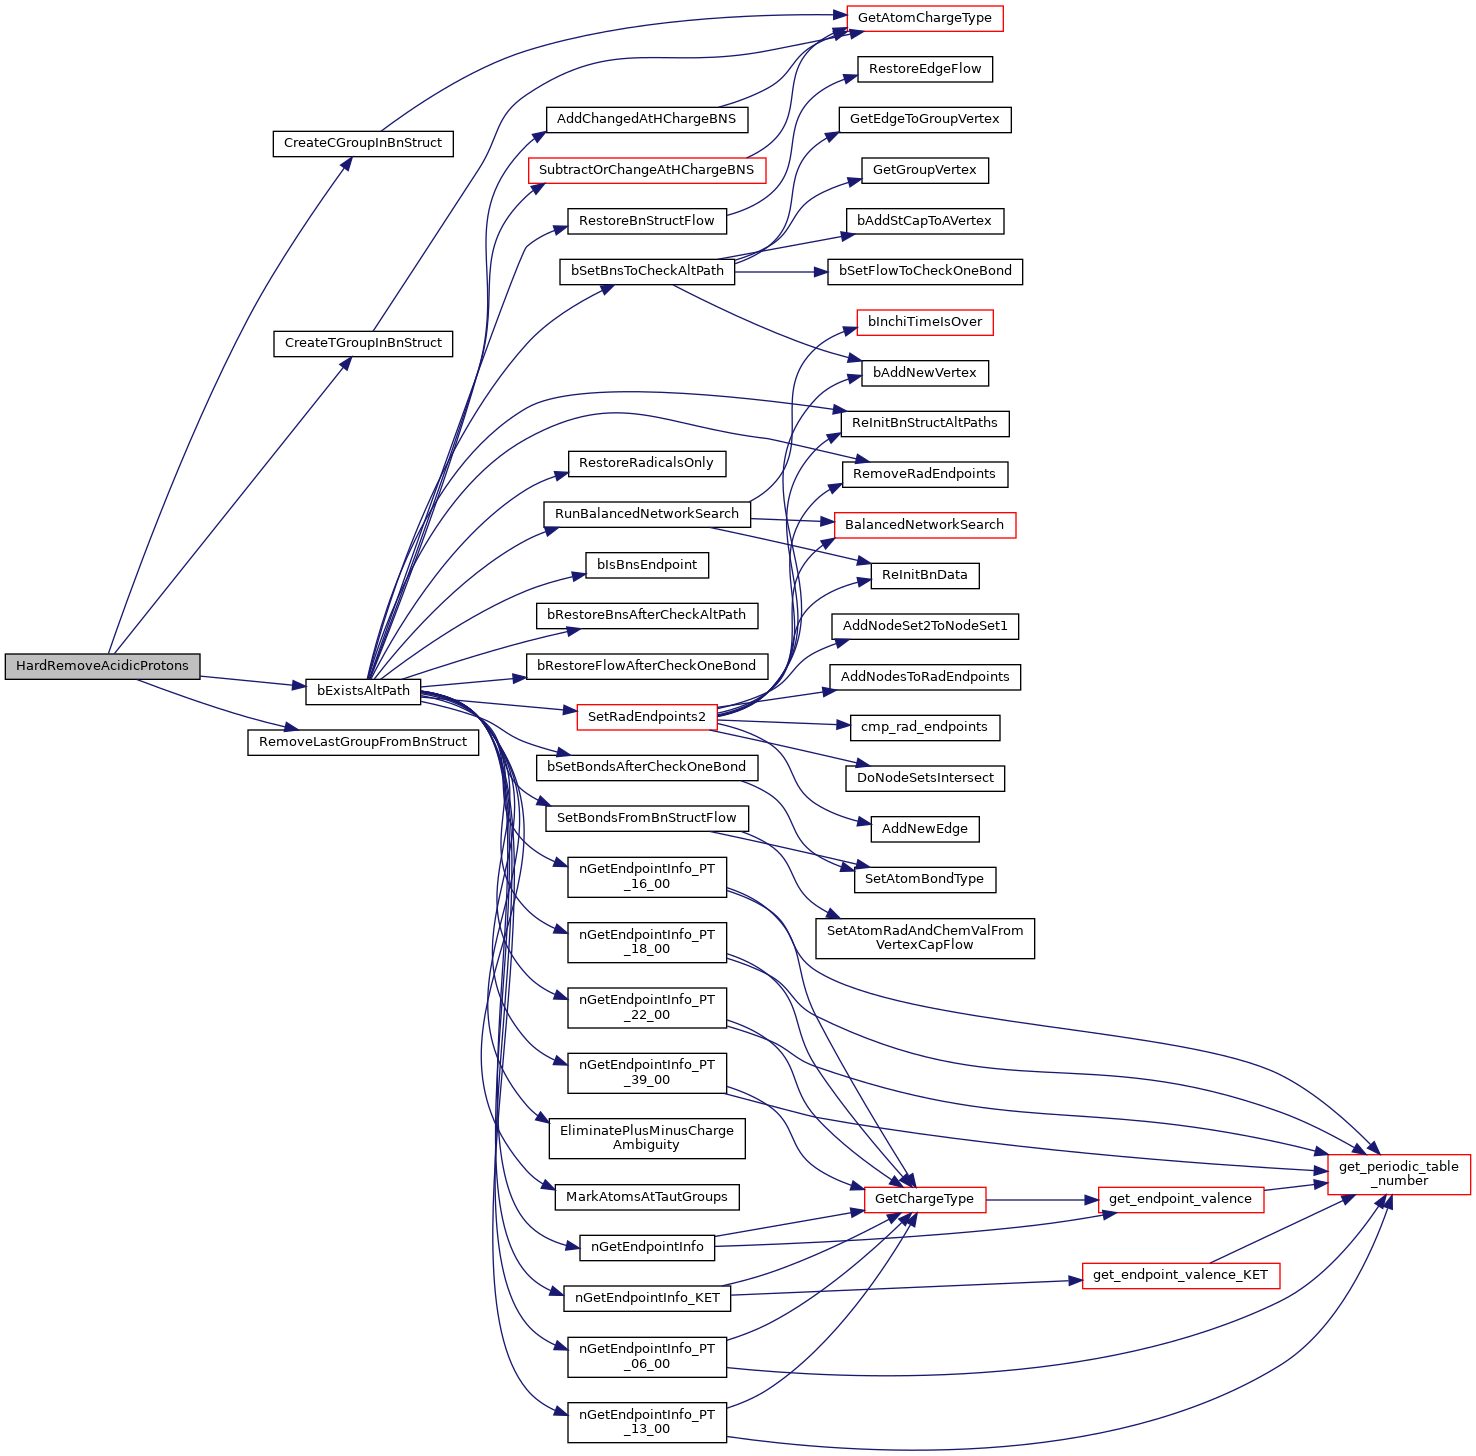 GetAtomChargeType
RestoreEdgeFlow
AddChangedAtHChargeBNS
GetEdgeToGroupVertex
CreateCGroupInBnStruct
SubtractOrChangeAtHChargeBNS
GetGroupVertex
RestoreBnStructFlow
bAddStCapToAVertex
bSetBnsToCheckAltPath
bSetFlowToCheckOneBond
bInchiTimeIsOver
CreateTGroupInBnStruct
bAddNewVertex
ReInitBnStructAltPaths
RestoreRadicalsOnly
RemoveRadEndpoints
RunBalancedNetworkSearch
BalancedNetworkSearch
bIsBnsEndpoint
ReInitBnData
bRestoreBnsAfterCheckAltPath
AddNodeSet2ToNodeSet1
HardRemoveAcidicProtons
bRestoreFlowAfterCheckOneBond
AddNodesToRadEndpoints
bExistsAltPath
SetRadEndpoints2
cmp_rad_endpoints
RemoveLastGroupFromBnStruct
bSetBondsAfterCheckOneBond
DoNodeSetsIntersect
SetBondsFromBnStructFlow
AddNewEdge
nGetEndpointInfo_PT
_16_00
SetAtomBondType
nGetEndpointInfo_PT
_18_00
SetAtomRadAndChemValFrom
VertexCapFlow
nGetEndpointInfo_PT
_22_00
nGetEndpointInfo_PT
_39_00
EliminatePlusMinusCharge
Ambiguity
get_periodic_table
_number
MarkAtomsAtTautGroups
GetChargeType
get_endpoint_valence
nGetEndpointInfo
get_endpoint_valence_KET
nGetEndpointInfo_KET
nGetEndpointInfo_PT
_06_00
nGetEndpointInfo_PT
_13_00